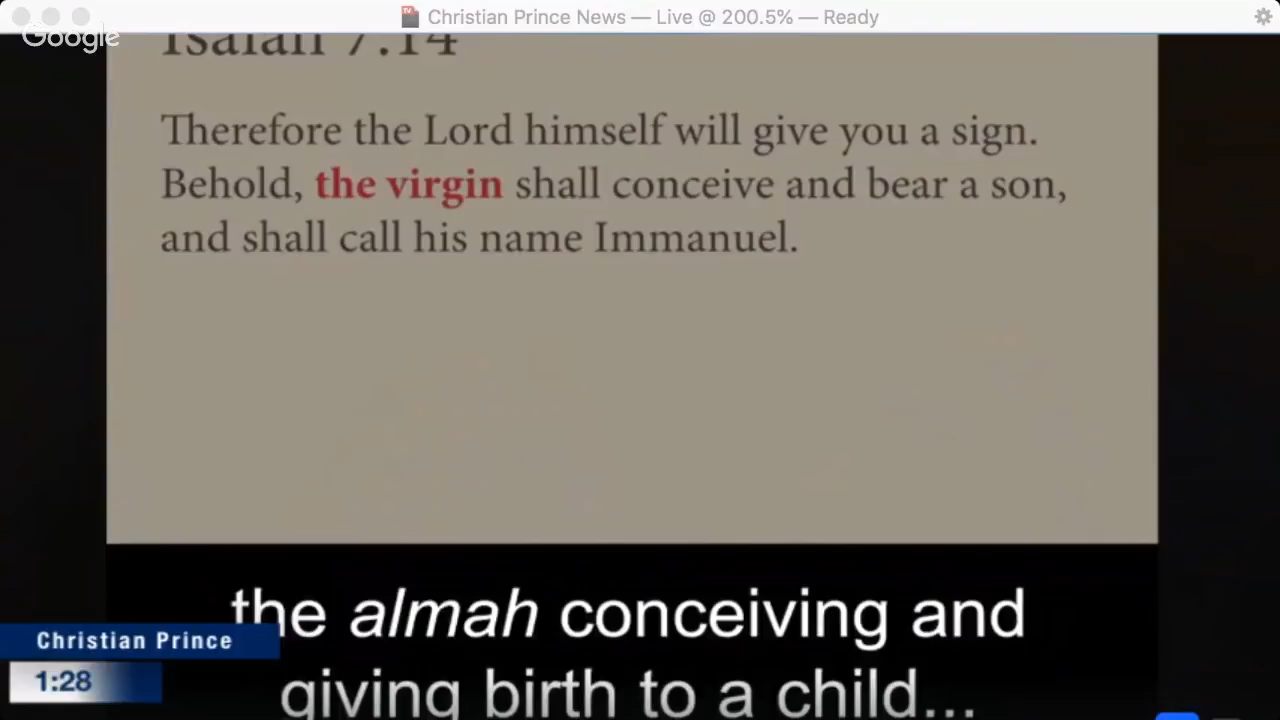 Christian Prince News — Live @ 200.5% — Ready
Google
Isaiah 7:14
Therefore the Lord himself will give you a sign.
Behold, the virgin shall conceive and bear a son,
and shall call his name Immanuel.
the almah conceiving and
giving birth to a child...
Christian Prince
1:28